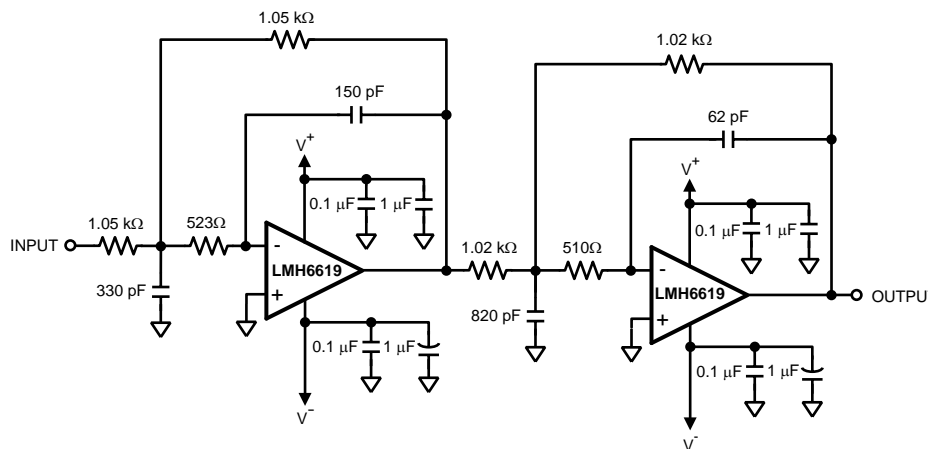 1.05 kΩ
1.02 kΩ
150 pF
62 pF
V+
V+
0.1 µF 1 µF
0.1 µF 1 µF
1.05 kΩ
523Ω
1.02 kΩ
510Ω
INPUT
-
LMH6619
+
-
LMH6619
+
OUTPU
330 pF
820 pF
0.1 µF 1 µF
0.1 µF 1 µF
V-
V-